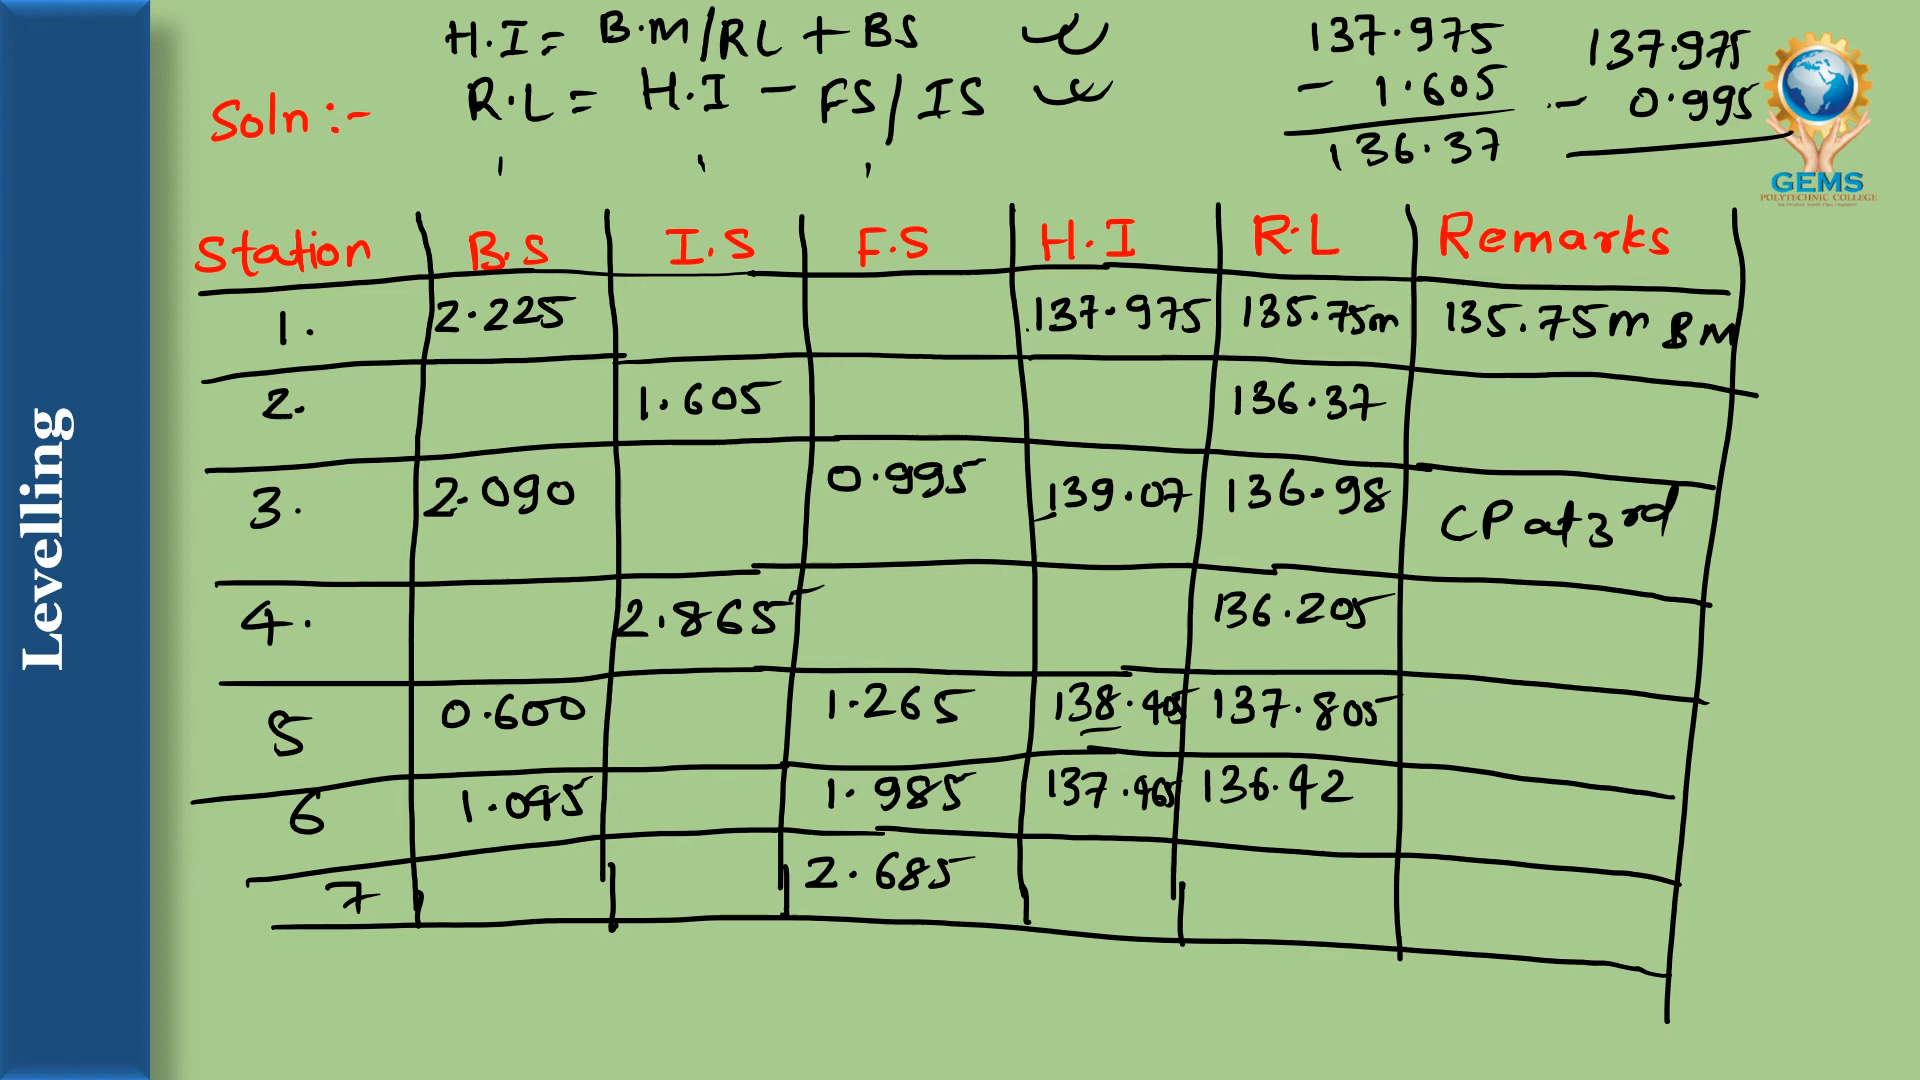 H.I = B.M/RL + BS
R.L = H.I - FS/IS
Soln :-
137.975
- 1.605
136.37
137.975
- 0.995
GEMS
POLYTECHNIC COLLEGE
Levelling
Station B.S I.S F.S H.I R.L Remarks
1. 2.225 137.975 135.75m 135.75m BM
2. 1.605 136.37
3. 2.090 0.995 139.07 136.98 CP at 3rd
4. 2.865 136.205
5 0.600 1.265 138.405 137.805
6 1.045 1.985 137.465 136.42
7 2.685